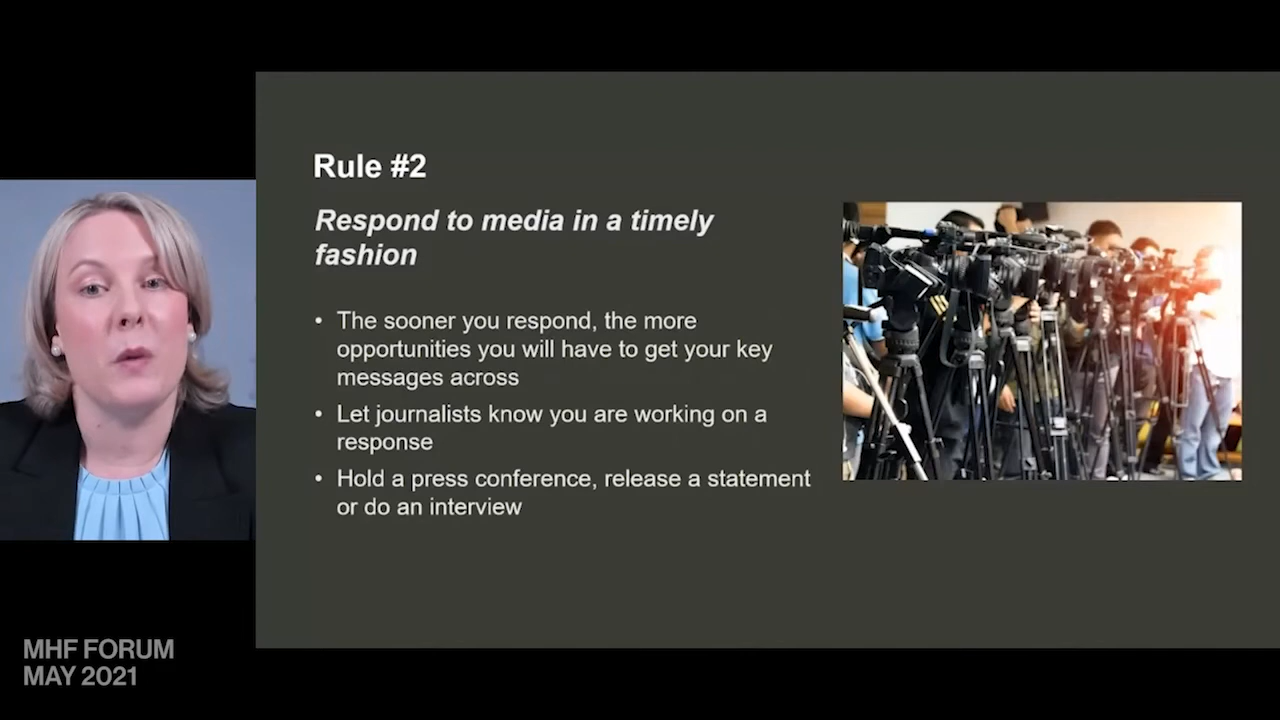 Rule #2
Respond to media in a timely
fashion
• The sooner you respond, the more
opportunities you will have to get your key
messages across
• Let journalists know you are working on a
response
• Hold a press conference, release a statement
or do an interview
MHF FORUM
MAY 2021